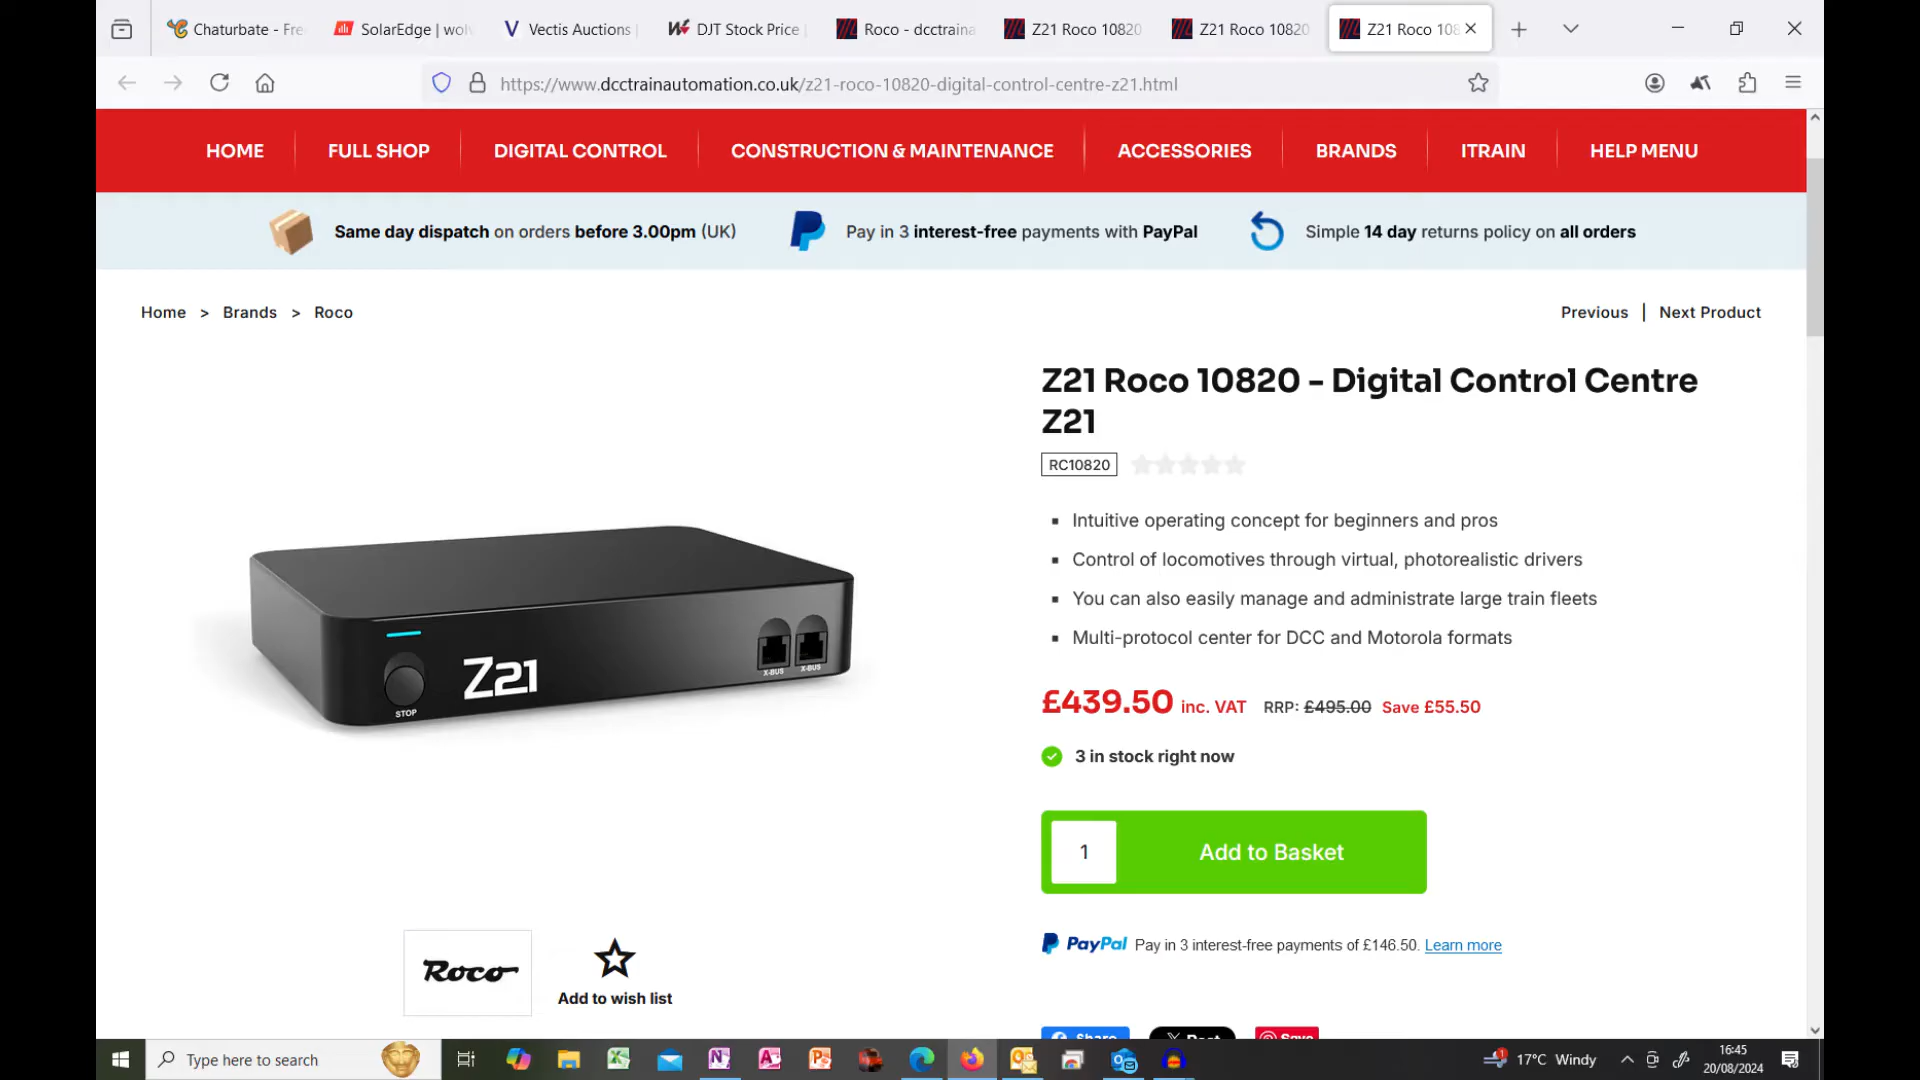 Chaturbate - Fre
SolarEdge | wol
Vectis Auctions |
DJT Stock Price |
Roco - dcctraina
Z21 Roco 10820
Z21 Roco 10820
Z21 Roco 108
https://www.dcctrainautomation.co.uk/z21-roco-10820-digital-control-centre-z21.html
HOME
FULL SHOP
DIGITAL CONTROL
CONSTRUCTION & MAINTENANCE
ACCESSORIES
BRANDS
ITRAIN
HELP MENU
Same day dispatch on orders before 3.00pm (UK)
Pay in 3 interest-free payments with PayPal
Simple 14 day returns policy on all orders
Home > Brands > Roco
Previous | Next Product
Z21 Roco 10820 - Digital Control Centre
Z21
RC10820
Intuitive operating concept for beginners and pros
Control of locomotives through virtual, photorealistic drivers
You can also easily manage and administrate large train fleets
Multi-protocol center for DCC and Motorola formats
£439.50 inc. VAT RRP: £495.00 Save £55.50
3 in stock right now
1
Add to Basket
PayPal Pay in 3 interest-free payments of £146.50. Learn more
Share
Post
Save
Z21
STOP
X-BUS
X-BUS
Roco
Add to wish list
Type here to search
17°C Windy
16:45
20/08/2024